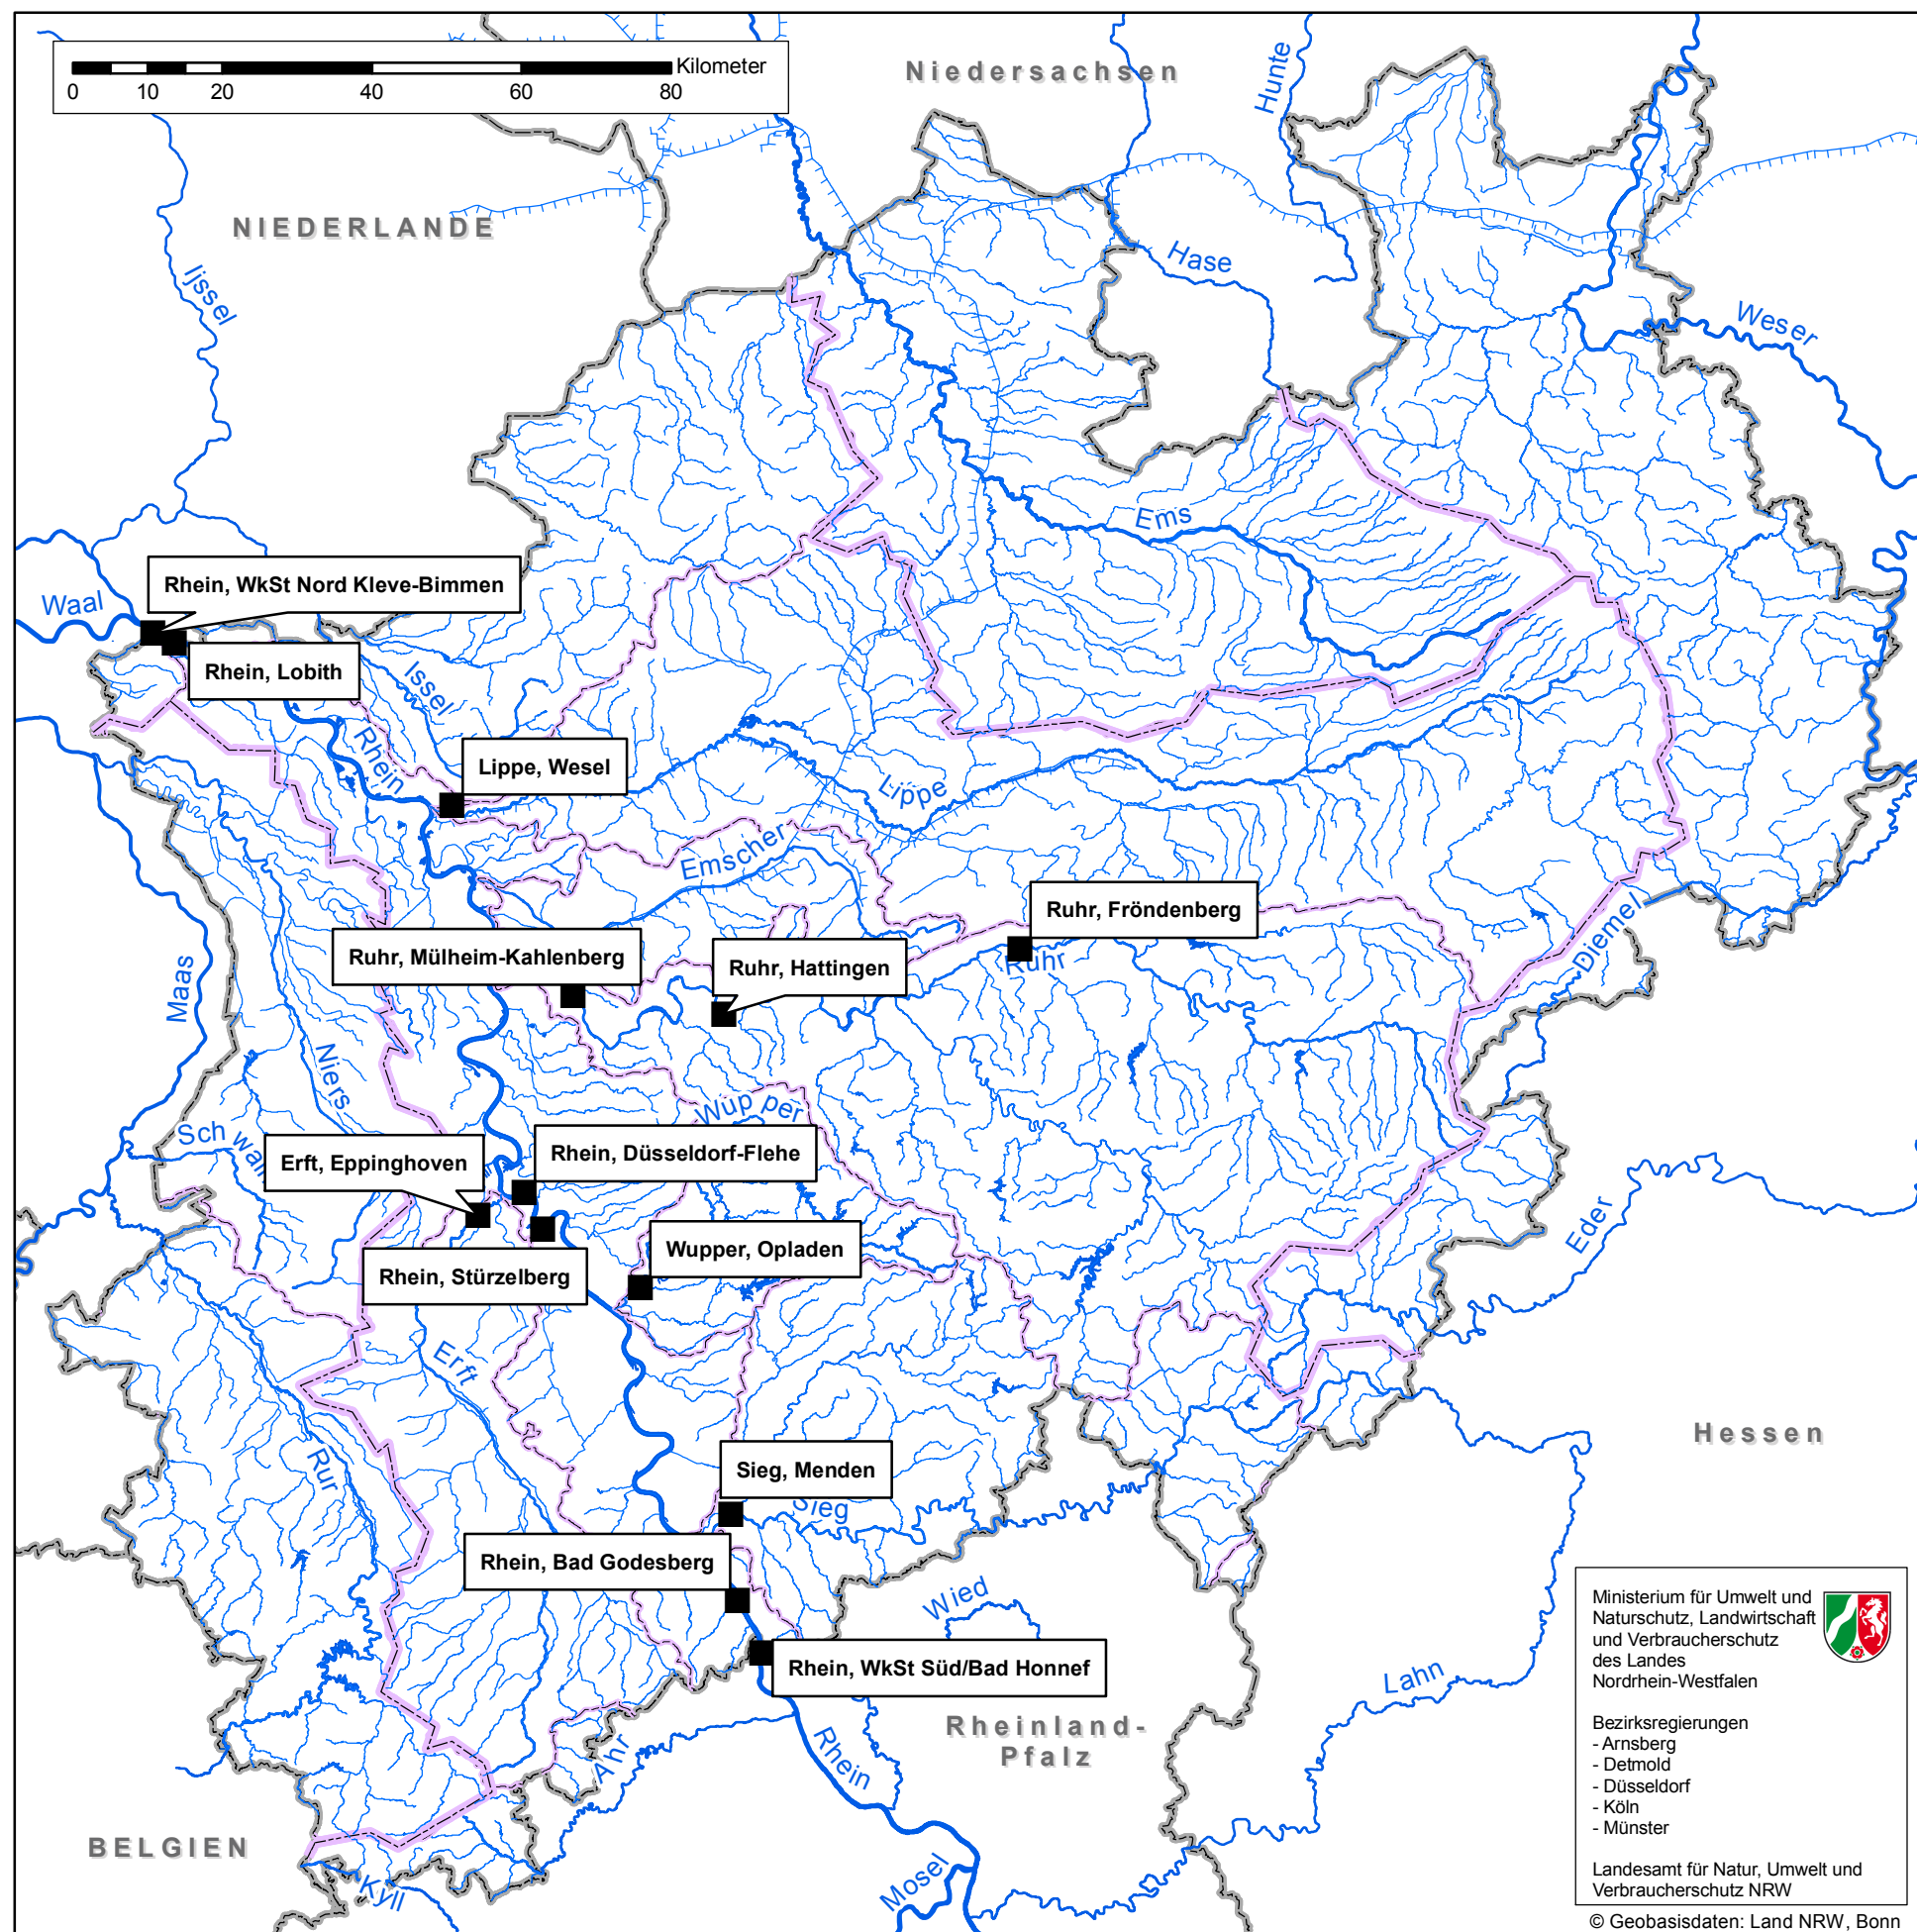 Kilometer
0 10 20 40 60 80
Niedersachsen
Hunte
NIEDERLANDE
Ijssel
Hase
Weser
Ems
Rhein, WkSt Nord Kleve-Bimmen
Waal
Rhein, Lobith
Issel
Rhein
Lippe, Wesel
Lippe
Emscher
Ruhr, Fröndenberg
Ruhr, Mülheim-Kahlenberg
Ruhr, Hattingen
Ruhr
Diemel
Maas
Niers
Wup per
Sch
Erft, Eppinghoven
Rhein, Düsseldorf-Flehe
Wupper, Opladen
Eder
Rhein, Stürzelberg
Erft
Hessen
Rur
Sieg, Menden
Sieg
Rhein, Bad Godesberg
Wied
Rhein, WkSt Süd/Bad Honnef
Lahn
Rheinland-
Pfalz
Rhein
Ahr
BELGIEN
Kyll
Mosel
Ministerium für Umwelt und
Naturschutz, Landwirtschaft
und Verbraucherschutz
des Landes
Nordrhein-Westfalen
Bezirksregierungen
- Arnsberg
- Detmold
- Düsseldorf
- Köln
- Münster
Landesamt für Natur, Umwelt und
Verbraucherschutz NRW
© Geobasisdaten: Land NRW, Bonn